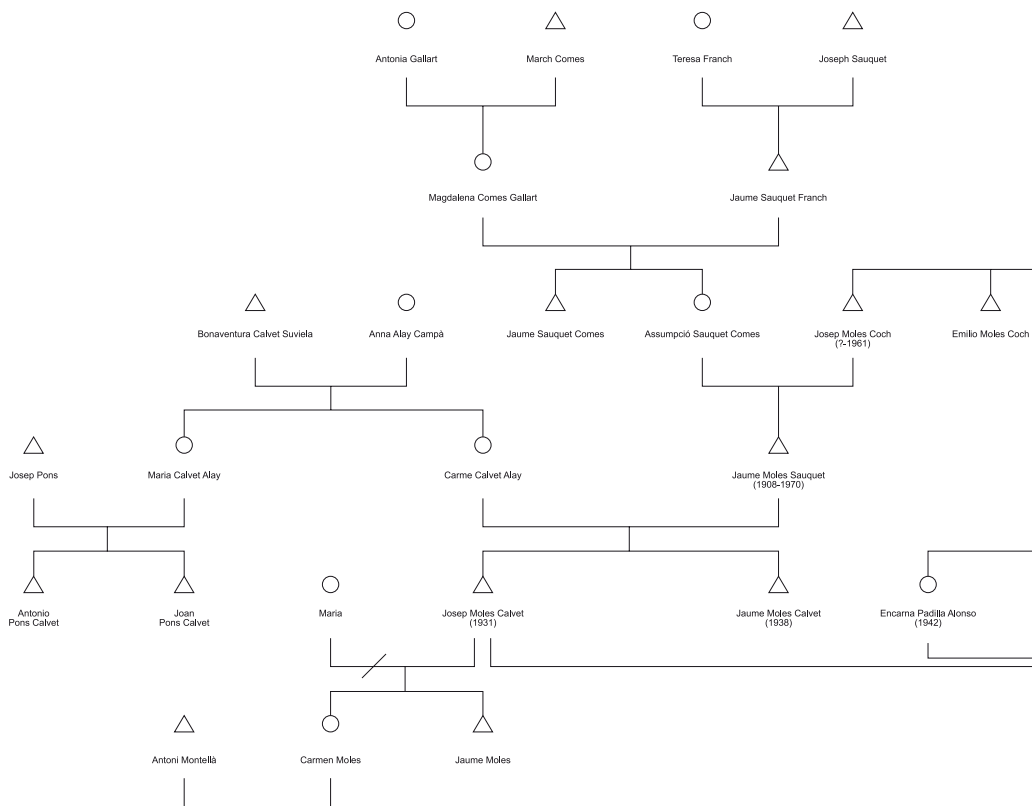 Antonia Gallart
March Comes
Teresa Franch
Joseph Sauquet
Magdalena Comes Gallart
Jaume Sauquet Franch
Bonaventura Calvet Suviela
Anna Alay Campà
Jaume Sauquet Comes
Assumpció Sauquet Comes
Josep Moles Coch
(?-1961)
Emilio Moles Coch
Josep Pons
Maria Calvet Alay
Carme Calvet Alay
Jaume Moles Sauquet
(1908-1970)
Antonio
Pons Calvet
Joan
Pons Calvet
Maria
Josep Moles Calvet
(1931)
Jaume Moles Calvet
(1938)
Encarna Padilla Alonso
(1942)
Antoni Montellà
Carmen Moles
Jaume Moles